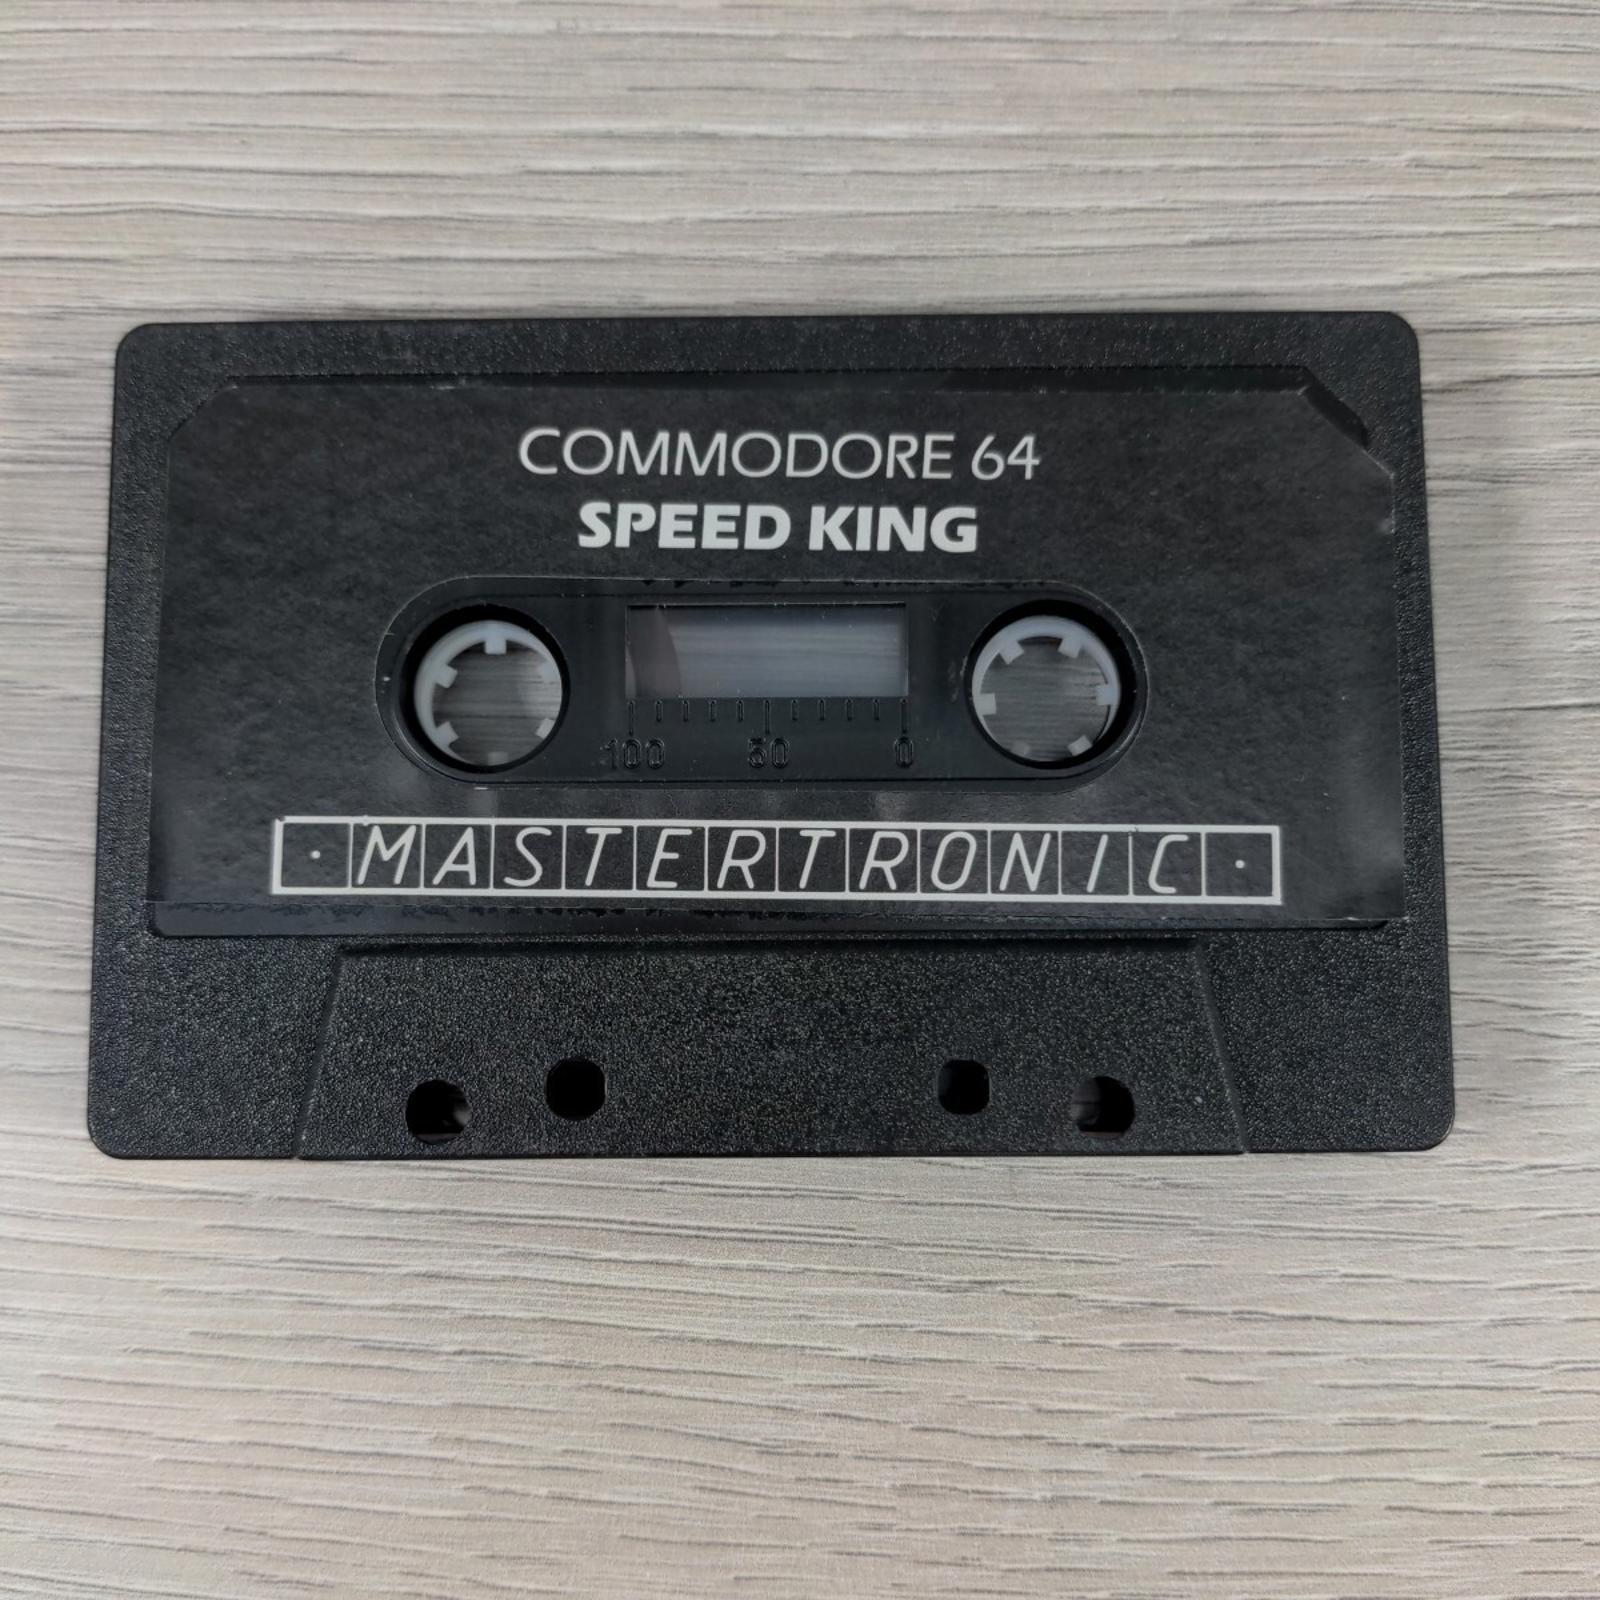 COMMODORE 64
SPEED KING
100 50 0
· MASTERTRONIC ·